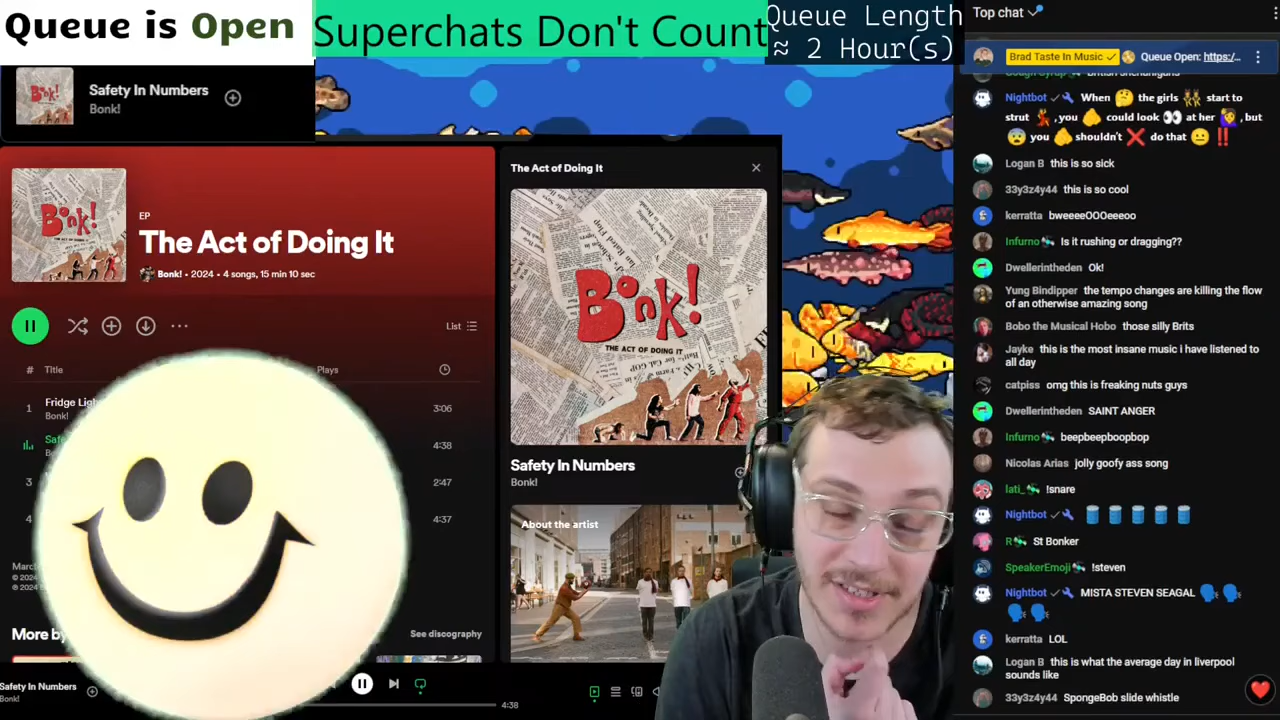 Queue is Open
Superchats Don't Count
Queue Length
≈ 2 Hour(s)
Top chat
Safety In Numbers
Bonk!
Bonk!
EP
The Act of Doing It
Bonk! • 2024 • 4 songs, 15 min 10 sec
List
# Title
Plays
1
Fridge
Bonk!
3:06
4:38
3
2:47
4
4:37
© 2024
More by
See discography
Safety In Numbers
Bonk!
4:38
The Act of Doing It
Bonk!
THE ACT OF DOING IT
Safety In Numbers
Bonk!
About the artist
Brad Taste In Music Queue Open: https:/...
Nightbot When 🤔 the girls 👯 start to
strut 💃 , you 🫵 could look 👀 at her 🙋‍♀️ , but
😨 you 🫵 shouldn't ❌ do that 😐 ‼️
Logan B this is so sick
33y3z4y44 this is so cool
kerratta bweeeeOOOeeeoo
Infurno Is it rushing or dragging??
Dwellerintheden Ok!
Yung Bindipper the tempo changes are killing the flow
of an otherwise amazing song
Bobo the Musical Hobo those silly Brits
Jayke this is the most insane music i have listened to
all day
catpiss omg this is freaking nuts guys
Dwellerintheden SAINT ANGER
Infurno beepbeepboopbop
Nicolas Arias jolly goofy ass song
lati_ !snare
Nightbot 🛢️ 🛢️ 🛢️ 🛢️ 🛢️
R St Bonker
SpeakerEmoji !steven
Nightbot MISTA STEVEN SEAGAL 🗣️ 🗣️
🗣️ 🗣️
kerratta LOL
Logan B this is what the average day in liverpool
sounds like
33y3z4y44 SpongeBob slide whistle